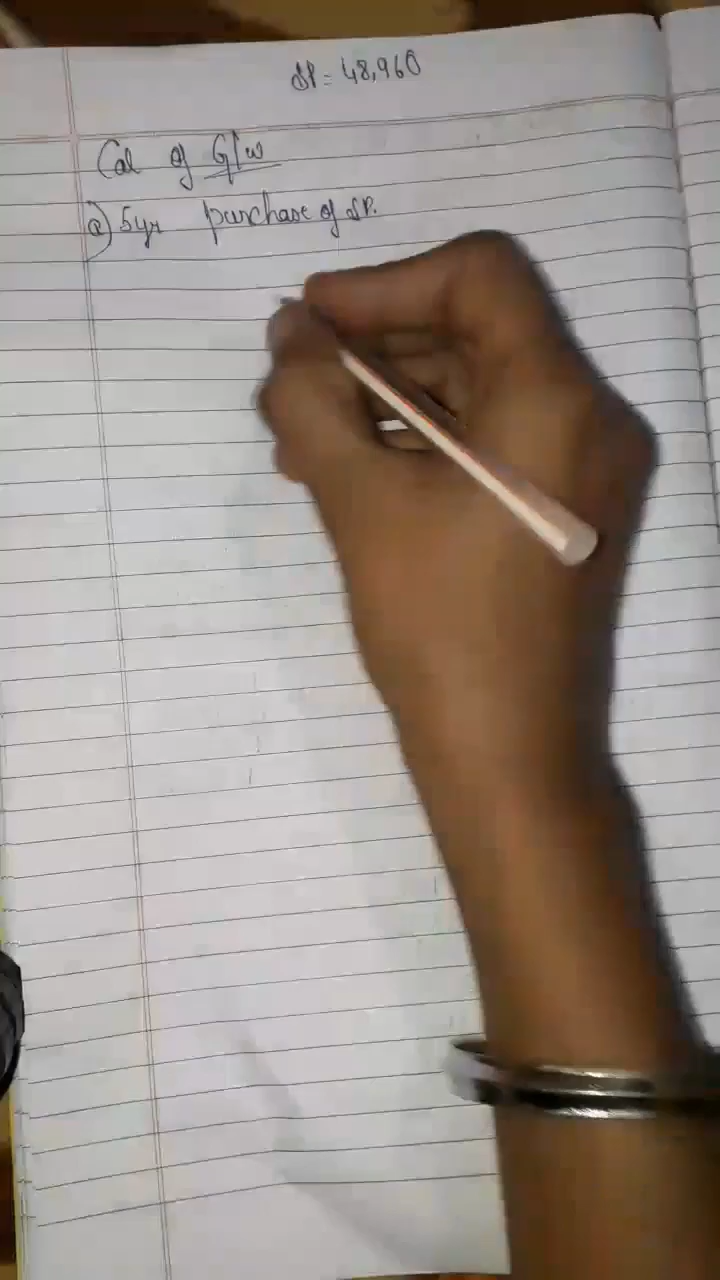 SP = 48,960
Cal of G/w
a) 5yr purchase of SP.